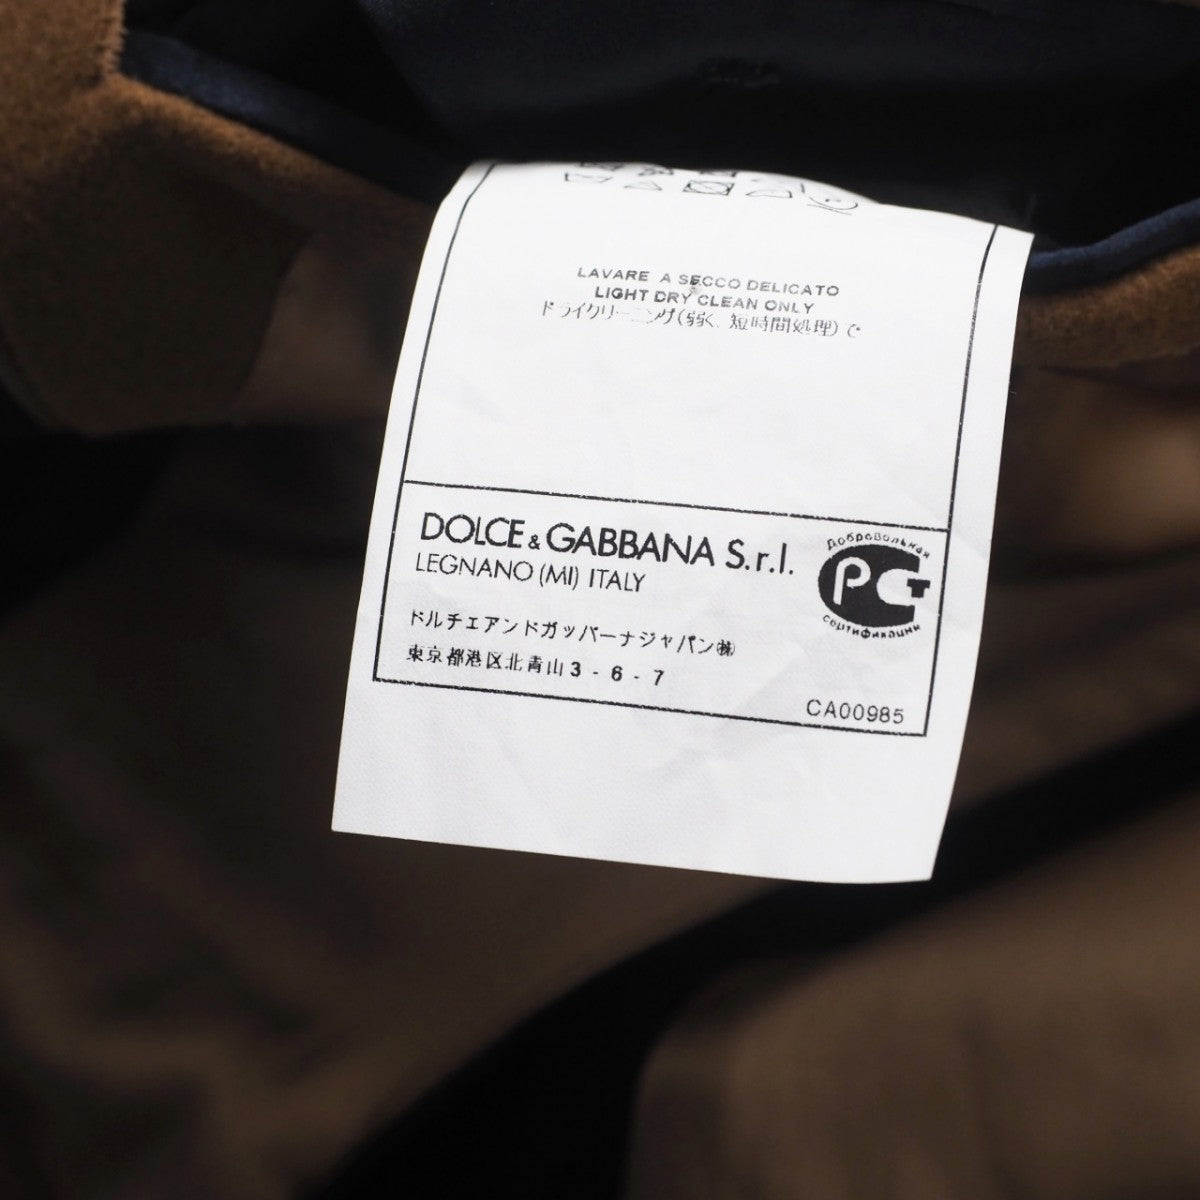 LAVARE A SECCO DELICATO
LIGHT DRY CLEAN ONLY
ドライクリーニング(弱く、短時間処理)で
DOLCE & GABBANA S.r.l.
LEGNANO (MI) ITALY
ドルチェアンドガッバーナジャパン㈱
東京都港区北青山3 - 6 - 7
Добровольная
РСТ
сертификации
CA00985